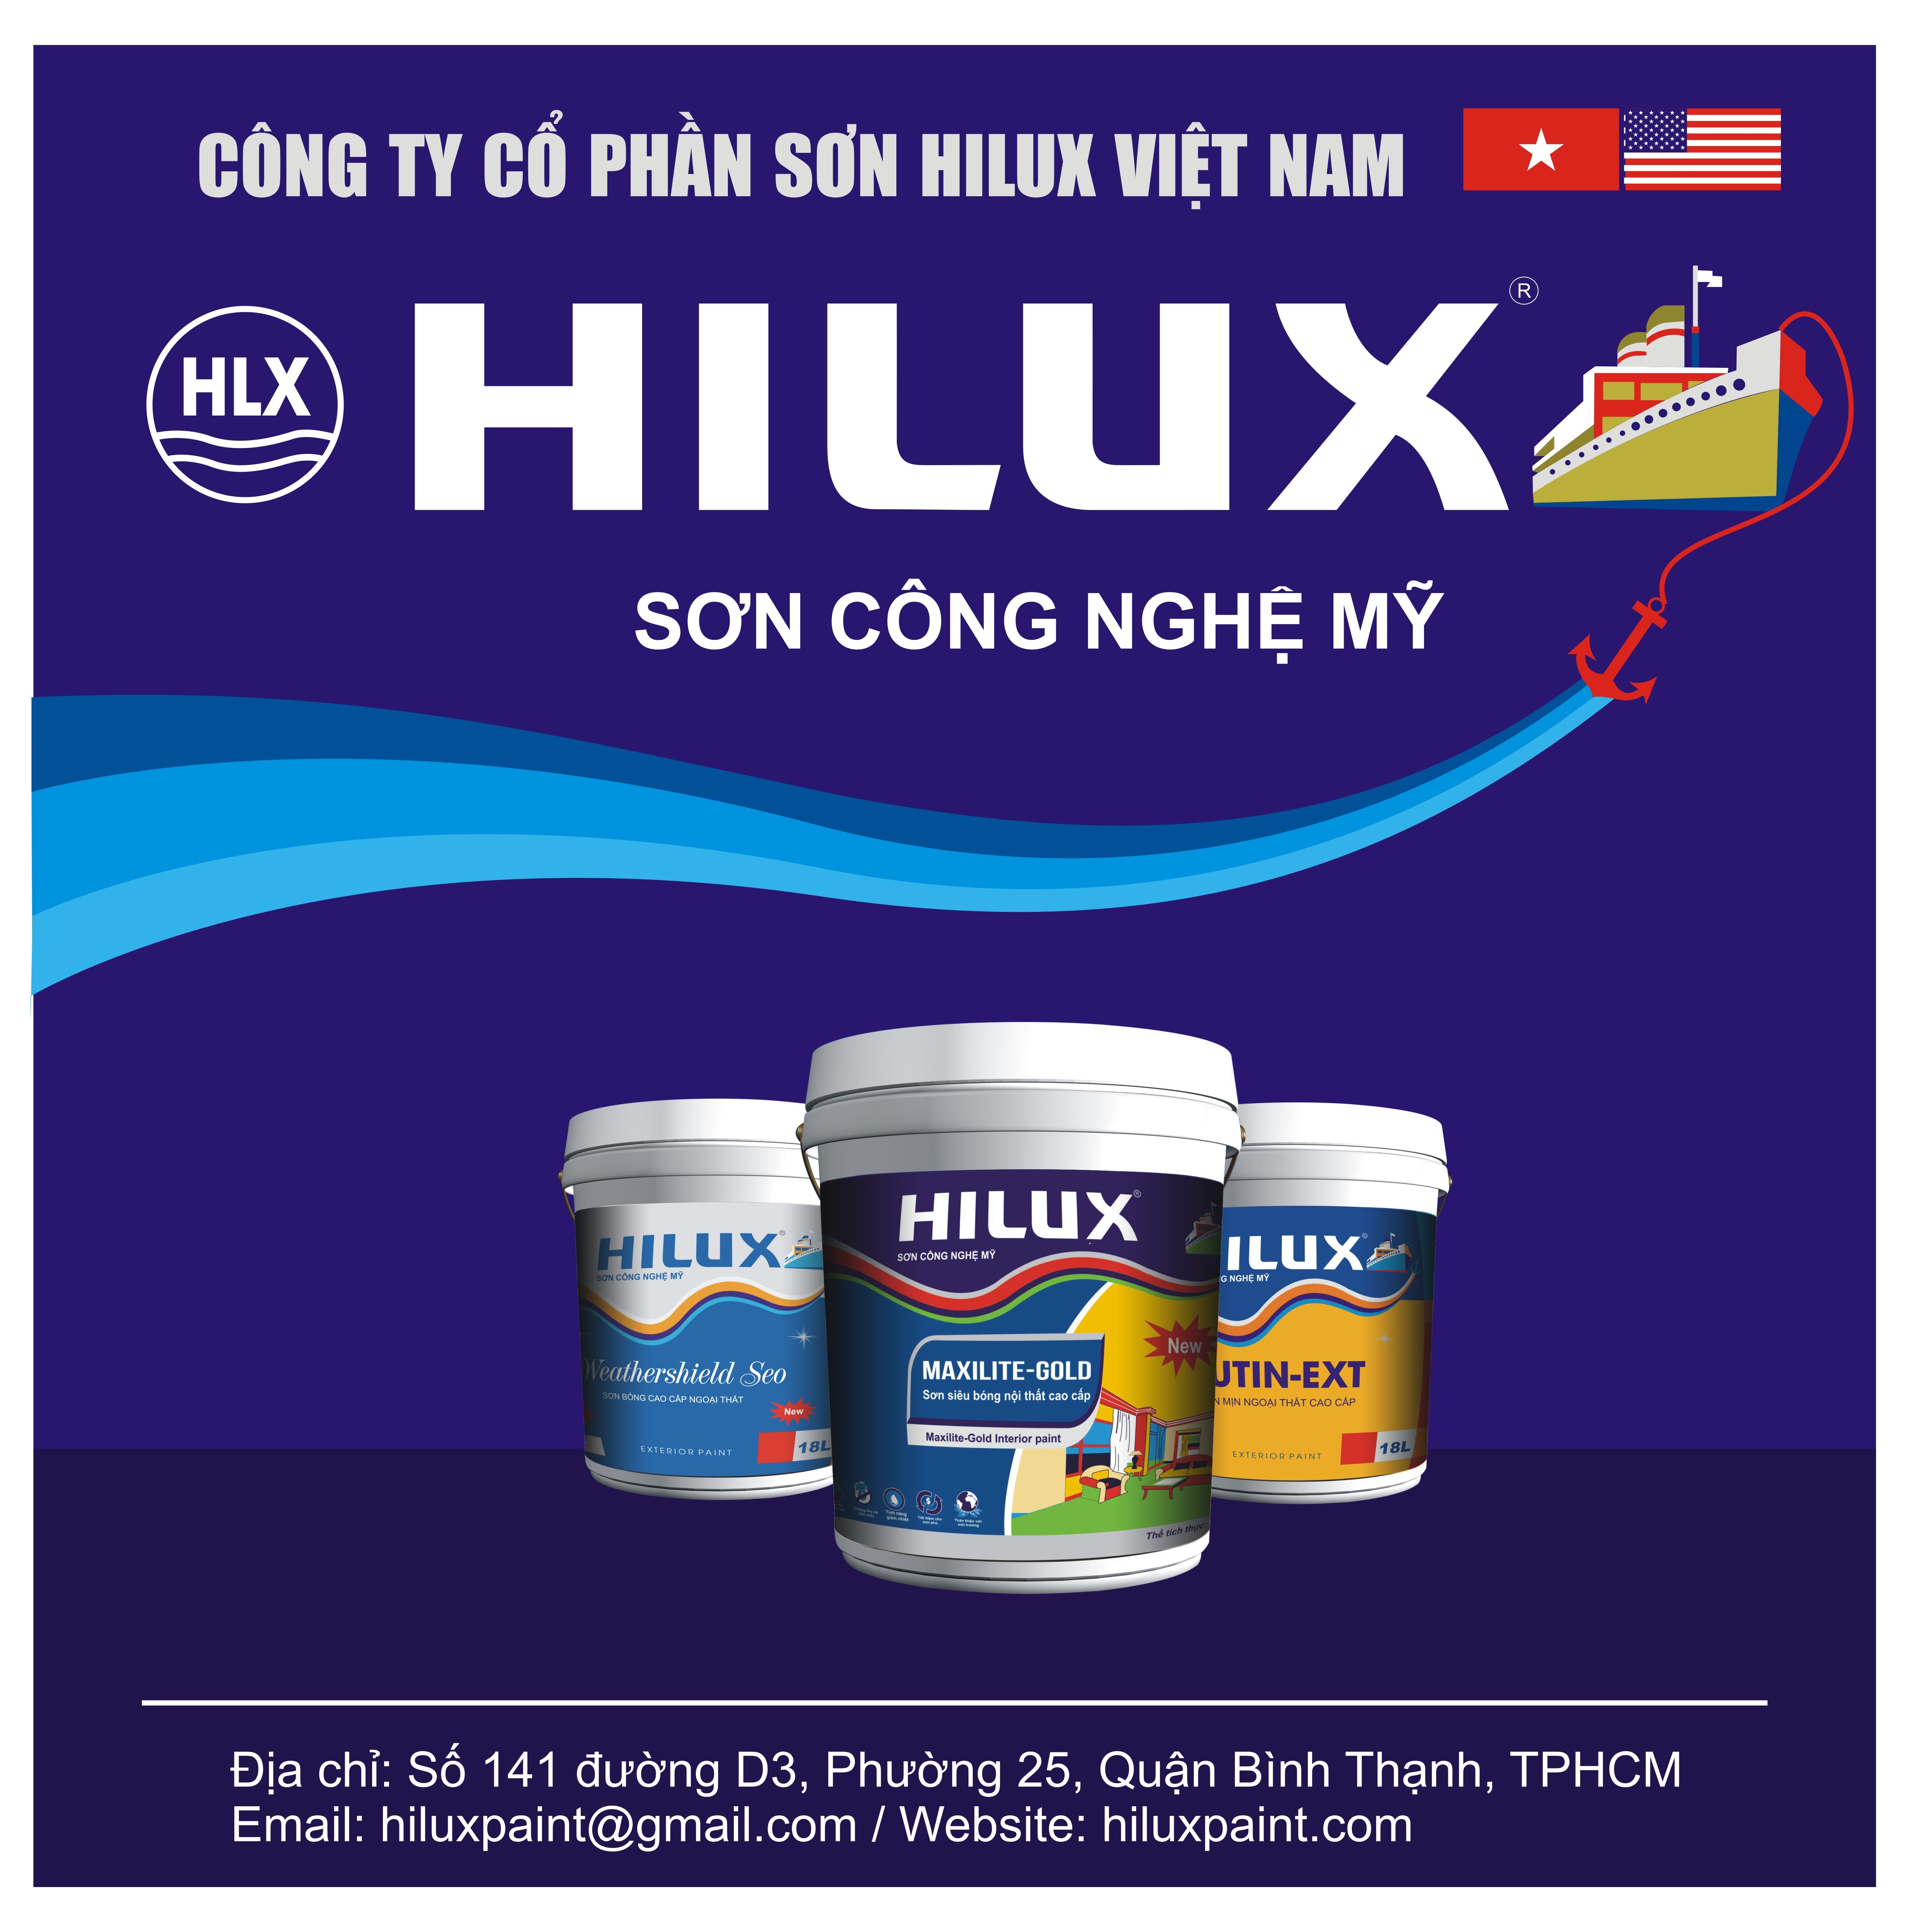 CÔNG TY CỔ PHẦN SƠN HILUX VIỆT NAM
HLX
HILUX®
SƠN CÔNG NGHỆ MỸ
HILUX®
SƠN CÔNG NGHỆ MỸ
Weathershield Seo
SƠN BÓNG CAO CẤP NGOẠI THẤT
New
EXTERIOR PAINT
18L
HILUX®
SƠN CÔNG NGHỆ MỸ
New
MAXILITE-GOLD
Sơn siêu bóng nội thất cao cấp
Maxilite-Gold Interior paint
Thể tích thực
ILUX®
G NGHỆ MỸ
UTIN-EXT
N MỊN NGOẠI THẤT CAO CẤP
EXTERIOR PAINT
18L
Địa chỉ: Số 141 đường D3, Phường 25, Quận Bình Thạnh, TPHCM
Email: hiluxpaint@gmail.com / Website: hiluxpaint.com